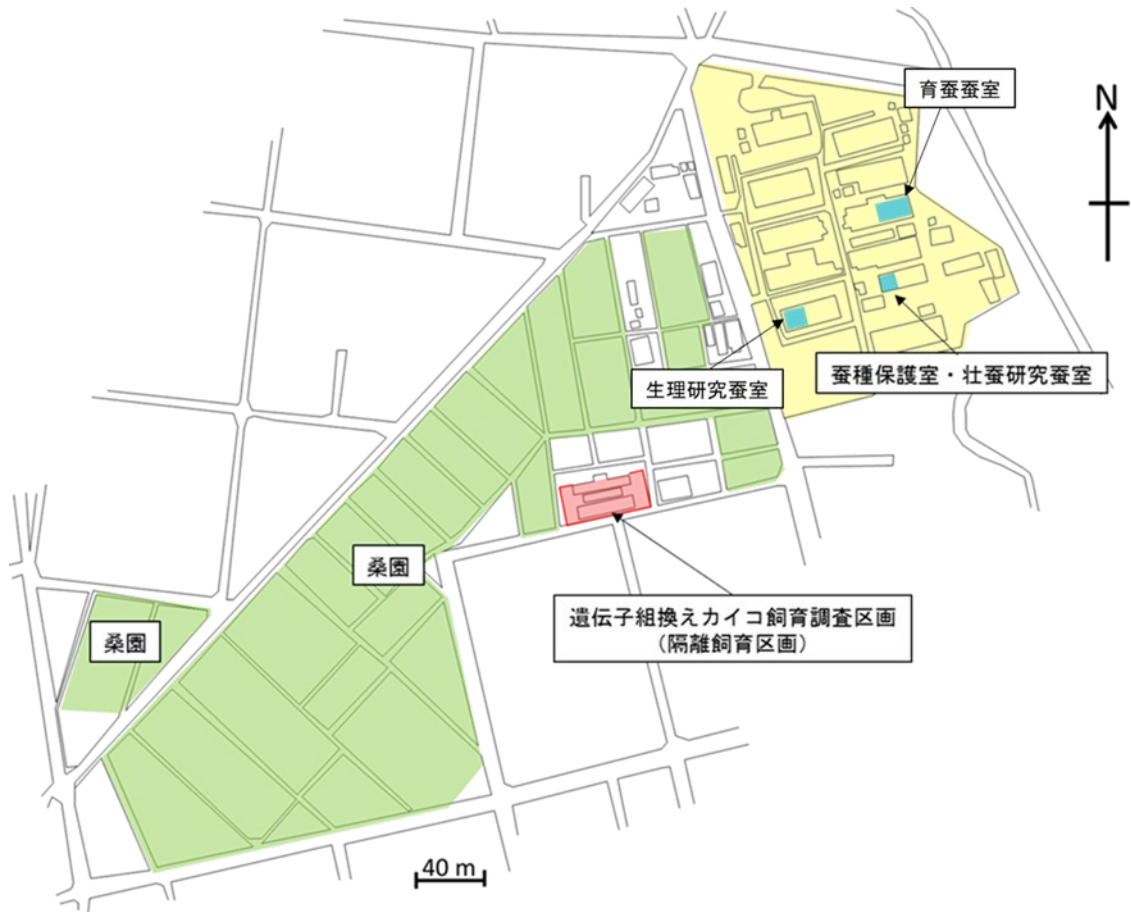 育蚕蚕室
N
蚕種保護室・壮蚕研究蚕室
生理研究蚕室
桑園
遺伝子組換えカイコ飼育調査区画
（隔離飼育区画）
桑園
40 m